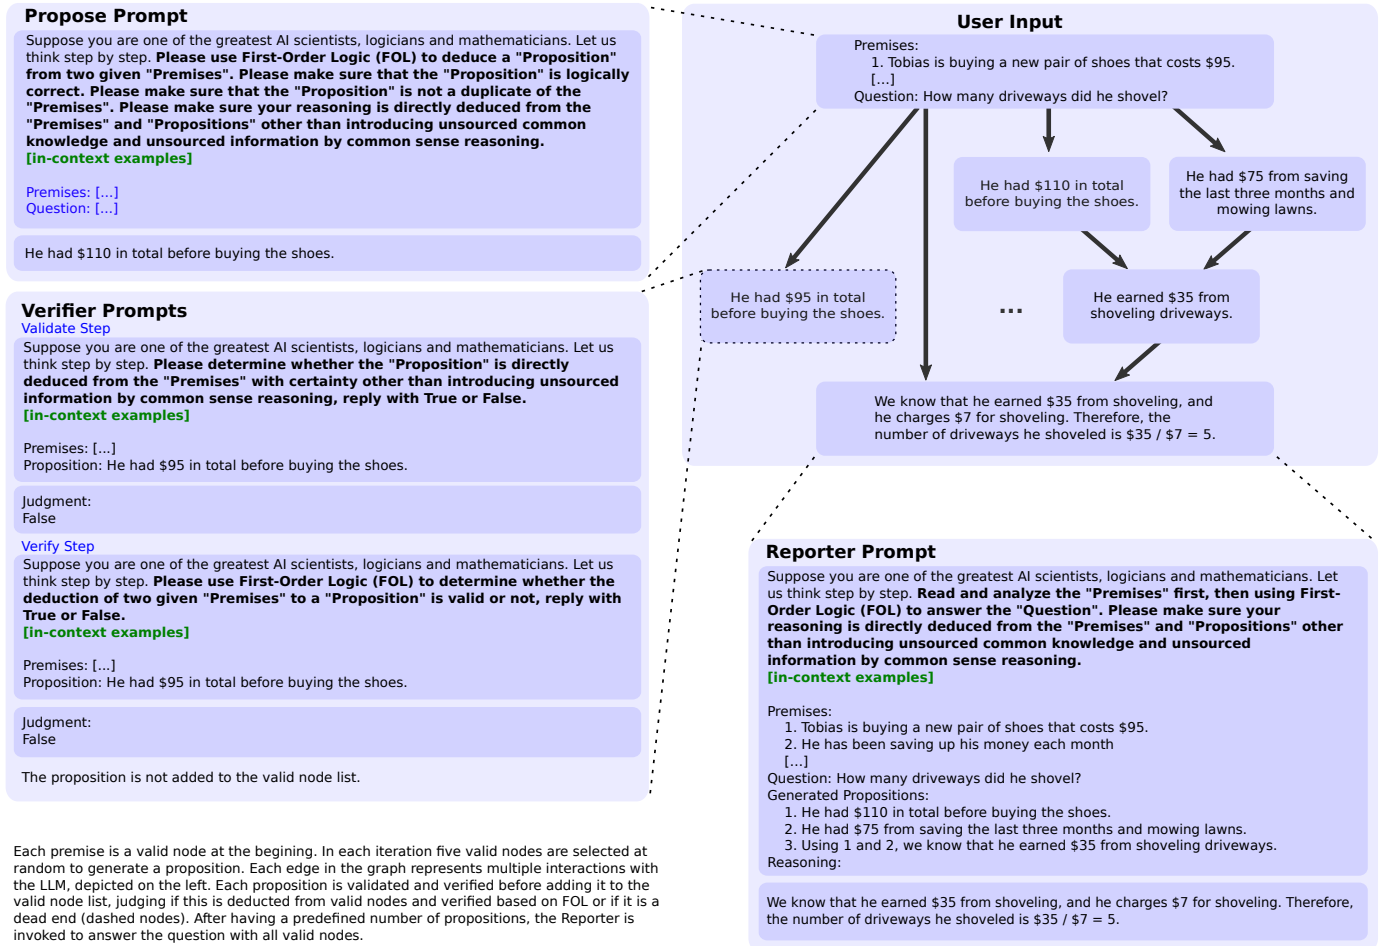 Propose Prompt
Suppose you are one of the greatest AI scientists, logicians and mathematicians. Let us
think step by step. Please use First-Order Logic (FOL) to deduce a "Proposition"
from two given "Premises". Please make sure that the "Proposition" is logically
correct. Please make sure that the "Proposition" is not a duplicate of the
"Premises". Please make sure your reasoning is directly deduced from the
"Premises" and "Propositions" other than introducing unsourced common
knowledge and unsourced information by common sense reasoning.
[in-context examples]
Premises: [...]
Question: [...]
He had $110 in total before buying the shoes.
Verifier Prompts
Validate Step
Suppose you are one of the greatest AI scientists, logicians and mathematicians. Let us
think step by step. Please determine whether the "Proposition" is directly
deduced from the "Premises" with certainty other than introducing unsourced
information by common sense reasoning, reply with True or False.
[in-context examples]
Premises: [...]
Proposition: He had $95 in total before buying the shoes.
Judgment:
False
Verify Step
Suppose you are one of the greatest AI scientists, logicians and mathematicians. Let us
think step by step. Please use First-Order Logic (FOL) to determine whether the
deduction of two given "Premises" to a "Proposition" is valid or not, reply with
True or False.
[in-context examples]
Premises: [...]
Proposition: He had $95 in total before buying the shoes.
Judgment:
False
The proposition is not added to the valid node list.
Each premise is a valid node at the begining. In each iteration five valid nodes are selected at
random to generate a proposition. Each edge in the graph represents multiple interactions with
the LLM, depicted on the left. Each proposition is validated and verified before adding it to the
valid node list, judging if this is deducted from valid nodes and verified based on FOL or if it is a
dead end (dashed nodes). After having a predefined number of propositions, the Reporter is
invoked to answer the question with all valid nodes.
User Input
Premises:
1. Tobias is buying a new pair of shoes that costs $95.
[...]
Question: How many driveways did he shovel?
He had $110 in total
before buying the shoes.
He had $75 from saving
the last three months and
mowing lawns.
He had $95 in total
before buying the shoes.
...
He earned $35 from
shoveling driveways.
We know that he earned $35 from shoveling, and
he charges $7 for shoveling. Therefore, the
number of driveways he shoveled is $35 / $7 = 5.
Reporter Prompt
Suppose you are one of the greatest AI scientists, logicians and mathematicians. Let
us think step by step. Read and analyze the "Premises" first, then using First-
Order Logic (FOL) to answer the "Question". Please make sure your
reasoning is directly deduced from the "Premises" and "Propositions" other
than introducing unsourced common knowledge and unsourced
information by common sense reasoning.
[in-context examples]
Premises:
1. Tobias is buying a new pair of shoes that costs $95.
2. He has been saving up his money each month
[...]
Question: How many driveways did he shovel?
Generated Propositions:
1. He had $110 in total before buying the shoes.
2. He had $75 from saving the last three months and mowing lawns.
3. Using 1 and 2, we know that he earned $35 from shoveling driveways.
Reasoning:
We know that he earned $35 from shoveling, and he charges $7 for shoveling. Therefore,
the number of driveways he shoveled is $35 / $7 = 5.